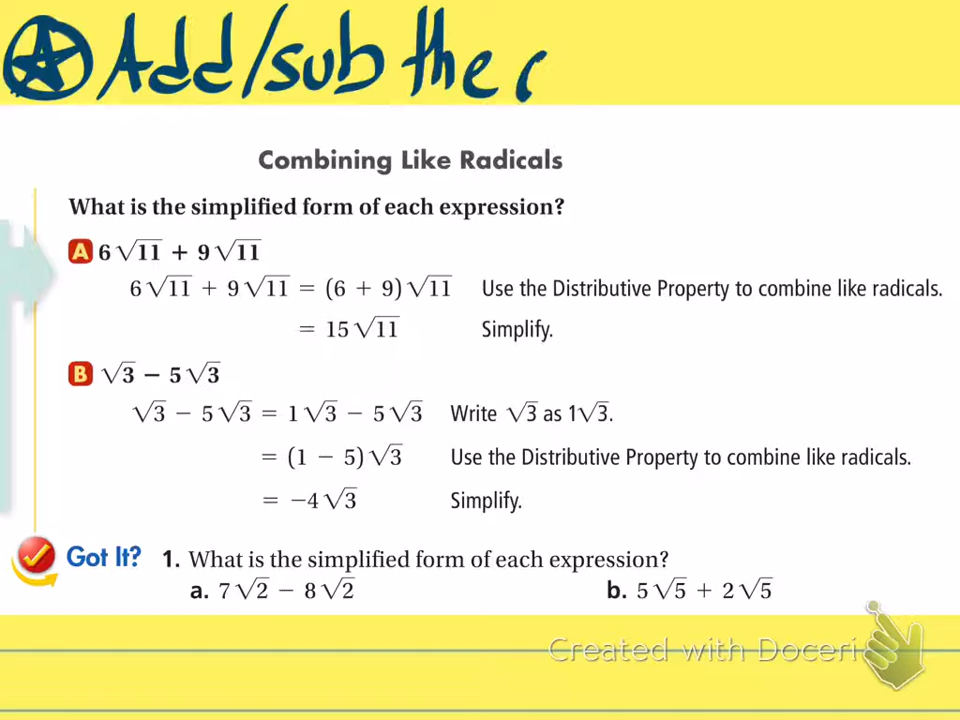 Add/sub the c
Combining Like Radicals
What is the simplified form of each expression?
A 6√11 + 9√11
6√11 + 9√11 = (6 + 9)√11 Use the Distributive Property to combine like radicals.
= 15√11 Simplify.
B √3 − 5√3
√3 − 5√3 = 1√3 − 5√3 Write √3 as 1√3.
= (1 − 5)√3 Use the Distributive Property to combine like radicals.
= −4√3 Simplify.
Got It? 1. What is the simplified form of each expression?
a. 7√2 − 8√2 b. 5√5 + 2√5
Created with Doceri